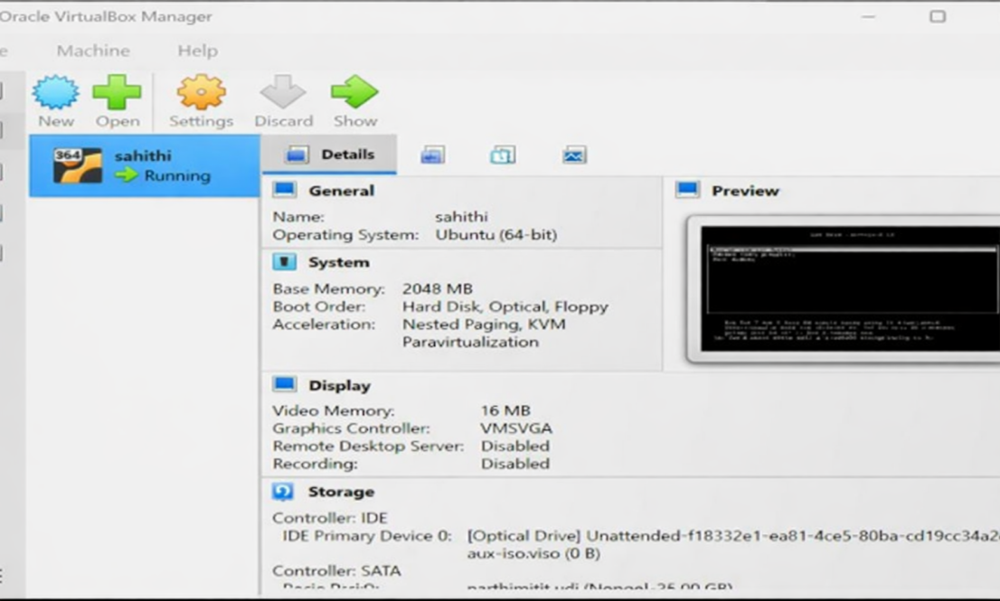 Oracle VirtualBox Manager
e Machine Help
New Open Settings Discard Show
364 sahithi
Running
Details
General
Name: sahithi
Operating System: Ubuntu (64-bit)
System
Base Memory: 2048 MB
Boot Order: Hard Disk, Optical, Floppy
Acceleration: Nested Paging, KVM
Paravirtualization
Preview
Display
Video Memory: 16 MB
Graphics Controller: VMSVGA
Remote Desktop Server: Disabled
Recording: Disabled
Storage
Controller: IDE
IDE Primary Device 0: [Optical Drive] Unattended-f18332e1-ea81-4ce5-80ba-cd19cc34a2
aux-iso.viso (0 B)
Controller: SATA